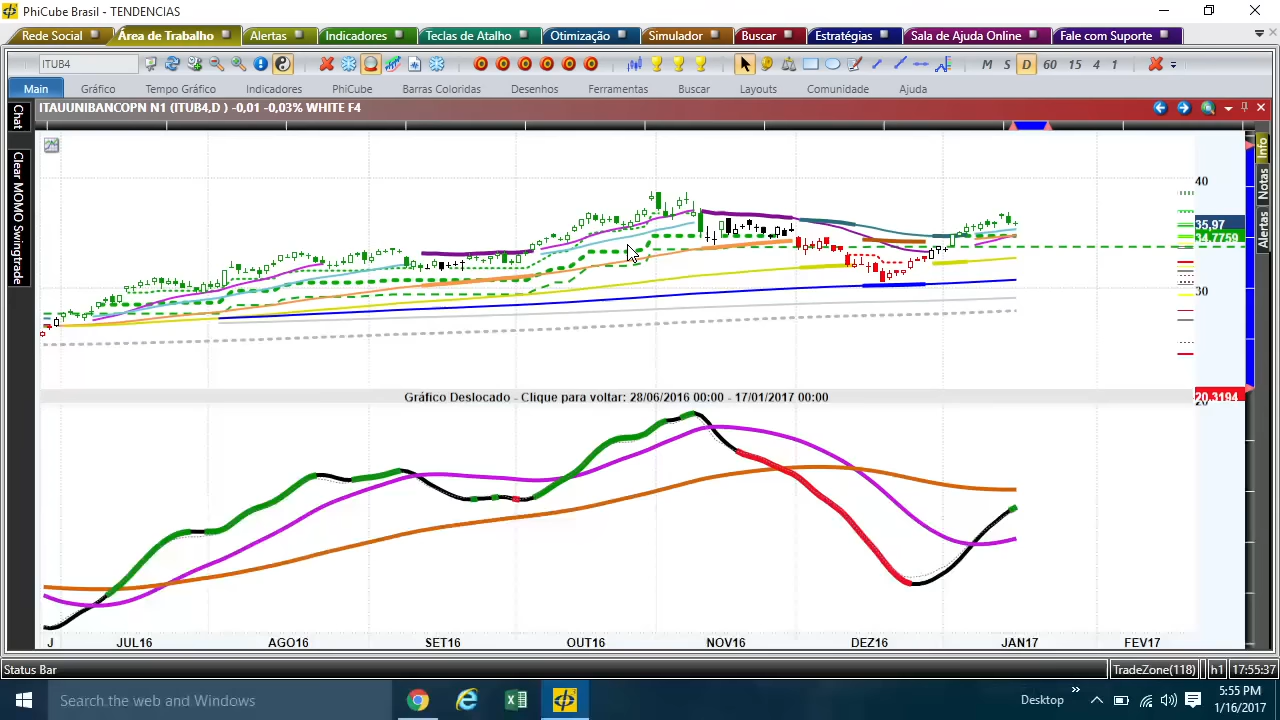 PhiCube Brasil - TENDENCIAS
Rede Social Área de Trabalho Alertas Indicadores Teclas de Atalho Otimização Simulador Buscar Estratégias Sala de Ajuda Online Fale com Suporte
ITUB4 M S D 60 15 4 1
Main Gráfico Tempo Gráfico Indicadores PhiCube Barras Coloridas Desenhos Ferramentas Buscar Layouts Comunidade Ajuda
ITAUUNIBANCOPN N1 (ITUB4,D ) -0,01 -0,03% WHITE F4
Chat
Clear MOMO Swingtrade
Info
Notas
Alertas
40
35,97
34,7759
30
20,3194
20
Gráfico Deslocado - Clique para voltar: 28/06/2016 00:00 - 17/01/2017 00:00
J JUL16 AGO16 SET16 OUT16 NOV16 DEZ16 JAN17 FEV17
Status Bar TradeZone(118) h1 17:55:37
Search the web and Windows Desktop 5:55 PM
1/16/2017